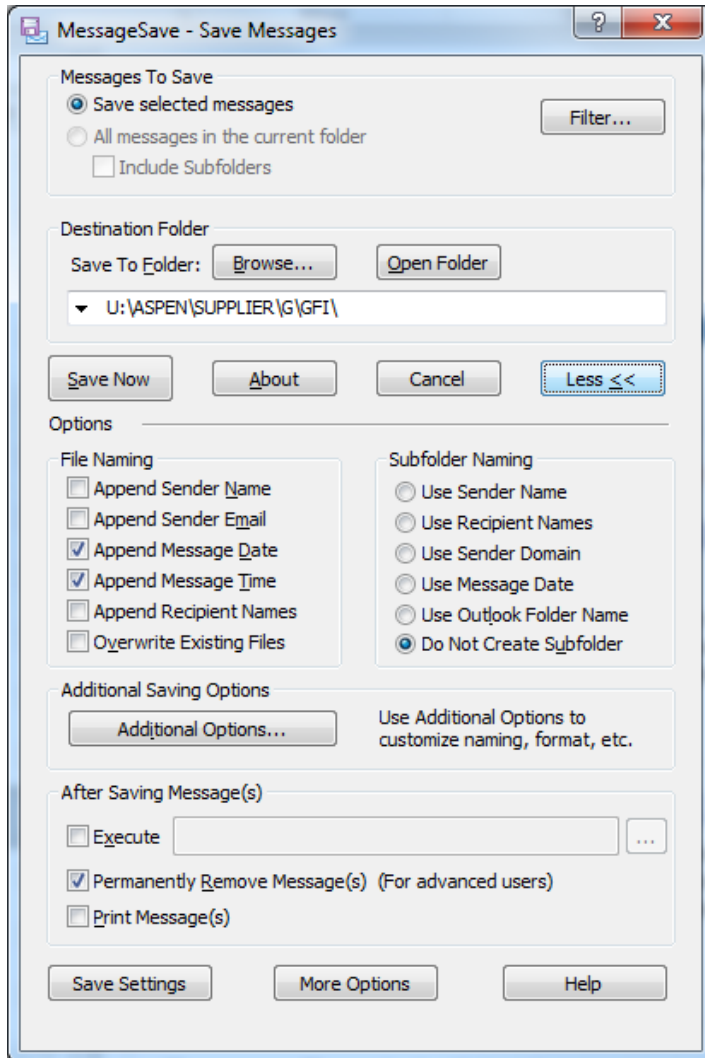 MessageSave - Save Messages
?
X
Messages To Save
Save selected messages
Filter...
All messages in the current folder
Include Subfolders
Destination Folder
Save To Folder: Browse... Open Folder
U:\ASPEN\SUPPLIER\G\GFI\
Save Now About Cancel Less <<
Options
File Naming
Append Sender Name
Append Sender Email
Append Message Date
Append Message Time
Append Recipient Names
Overwrite Existing Files
Subfolder Naming
Use Sender Name
Use Recipient Names
Use Sender Domain
Use Message Date
Use Outlook Folder Name
Do Not Create Subfolder
Additional Saving Options
Additional Options...
Use Additional Options to
customize naming, format, etc.
After Saving Message(s)
Execute ...
Permanently Remove Message(s) (For advanced users)
Print Message(s)
Save Settings More Options Help